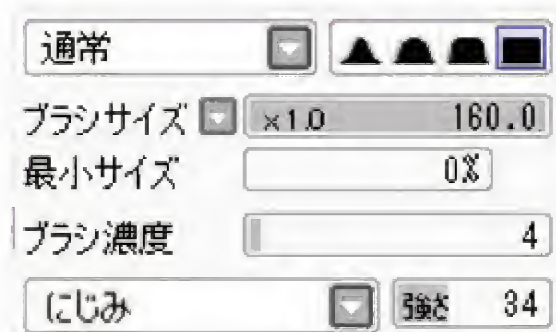 通常
ブラシサイズ ×1.0 160.0
最小サイズ 0%
ブラシ濃度 4
にじみ 強さ 34